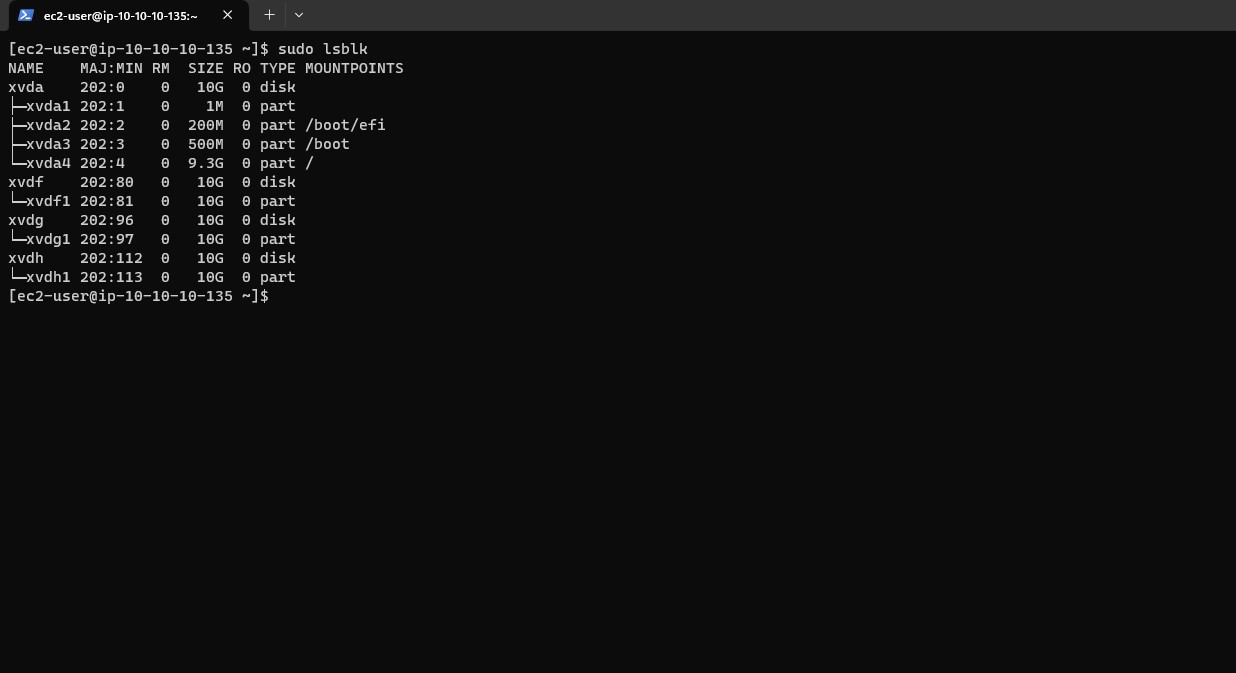 ec2-user@ip-10-10-10-135:~
[ec2-user@ip-10-10-10-135 ~]$ sudo lsblk
NAME    MAJ:MIN RM  SIZE RO TYPE MOUNTPOINTS
xvda    202:0    0   10G  0 disk
├─xvda1 202:1    0    1M  0 part
├─xvda2 202:2    0  200M  0 part /boot/efi
├─xvda3 202:3    0  500M  0 part /boot
└─xvda4 202:4    0  9.3G  0 part /
xvdf    202:80   0   10G  0 disk
└─xvdf1 202:81   0   10G  0 part
xvdg    202:96   0   10G  0 disk
└─xvdg1 202:97   0   10G  0 part
xvdh    202:112  0   10G  0 disk
└─xvdh1 202:113  0   10G  0 part
[ec2-user@ip-10-10-10-135 ~]$